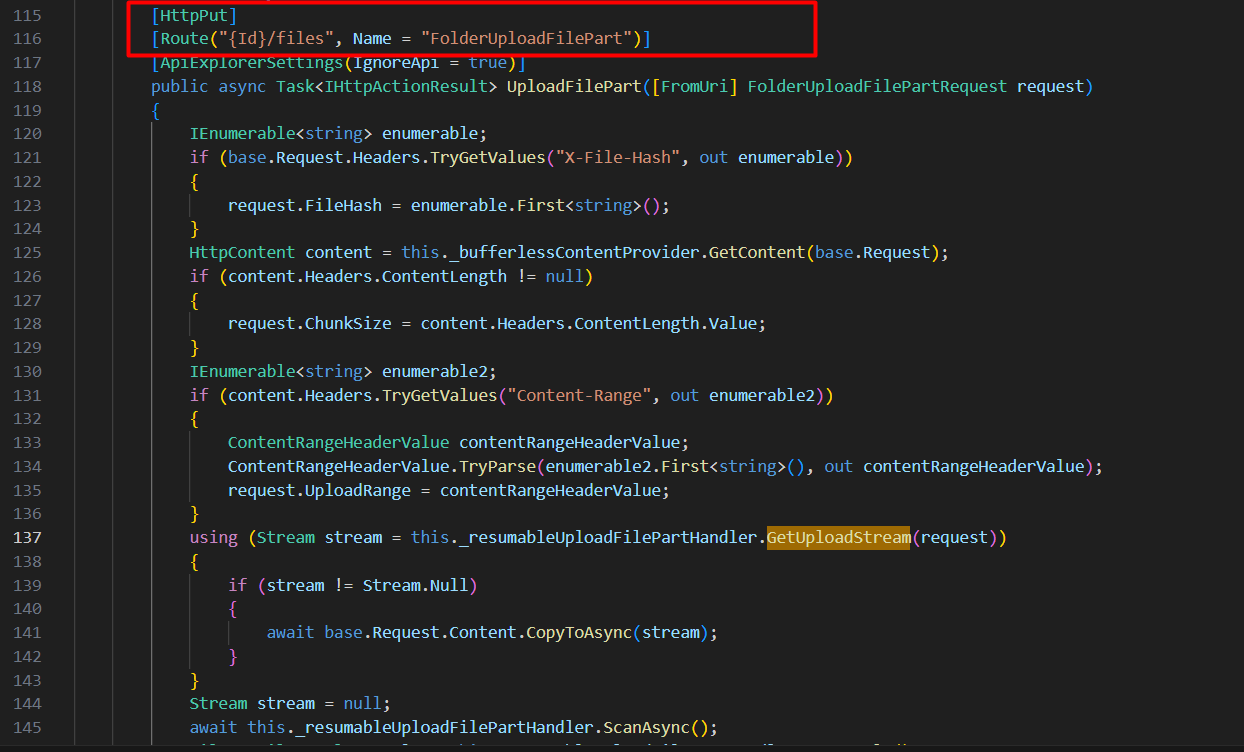 115 [HttpPut]
116 [Route("{Id}/files", Name = "FolderUploadFilePart")]
117 [ApiExplorerSettings(IgnoreApi = true)]
118 public async Task<IHttpActionResult> UploadFilePart([FromUri] FolderUploadFilePartRequest request)
119 {
120 IEnumerable<string> enumerable;
121 if (base.Request.Headers.TryGetValues("X-File-Hash", out enumerable))
122 {
123 request.FileHash = enumerable.First<string>();
124 }
125 HttpContent content = this._bufferlessContentProvider.GetContent(base.Request);
126 if (content.Headers.ContentLength != null)
127 {
128 request.ChunkSize = content.Headers.ContentLength.Value;
129 }
130 IEnumerable<string> enumerable2;
131 if (content.Headers.TryGetValues("Content-Range", out enumerable2))
132 {
133 ContentRangeHeaderValue contentRangeHeaderValue;
134 ContentRangeHeaderValue.TryParse(enumerable2.First<string>(), out contentRangeHeaderValue);
135 request.UploadRange = contentRangeHeaderValue;
136 }
137 using (Stream stream = this._resumableUploadFilePartHandler.GetUploadStream(request))
138 {
139 if (stream != Stream.Null)
140 {
141 await base.Request.Content.CopyToAsync(stream);
142 }
143 }
144 Stream stream = null;
145 await this._resumableUploadFilePartHandler.ScanAsync();